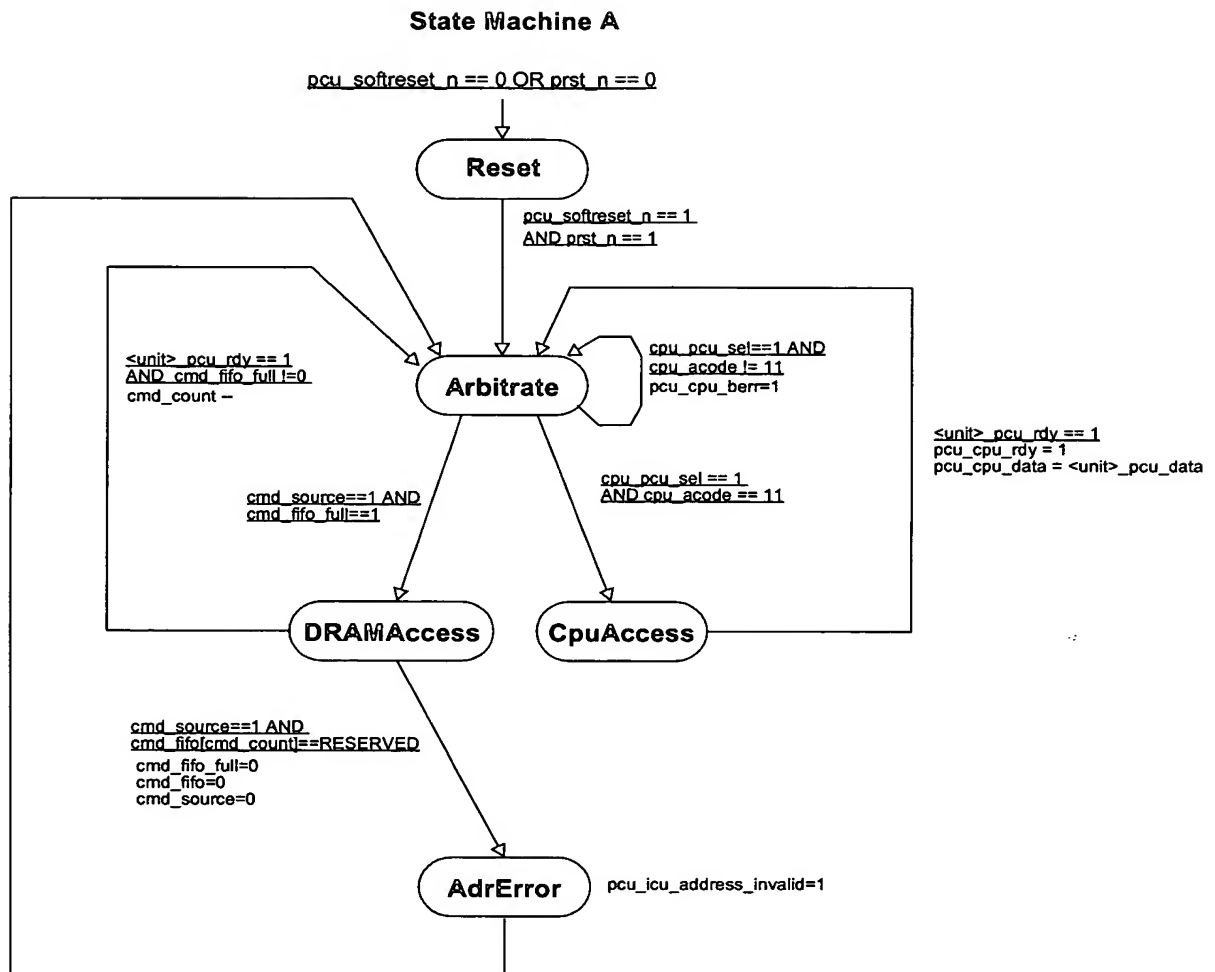 State Machine A
pcu_softreset_n == 0 OR prst_n == 0
Reset
pcu_softreset_n == 1
AND prst_n == 1
<unit>_pcu_rdy == 1
AND cmd_fifo_full !=0
cmd_count --
Arbitrate
cpu_pcu_sel==1 AND
cpu_acode != 11
pcu_cpu_berr=1
<unit>_pcu_rdy == 1
pcu_cpu_rdy = 1
pcu_cpu_data = <unit>_pcu_data
cmd_source==1 AND
cmd_fifo_full==1
cpu_pcu_sel == 1
AND cpu_acode == 11
DRAMAccess
CpuAccess
cmd_source==1 AND
cmd_fifo[cmd_count]==RESERVED
cmd_fifo_full=0
cmd_fifo=0
cmd_source=0
AdrError
pcu_icu_address_invalid=1